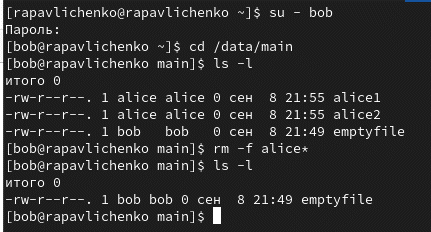 [rapavlichenko@rapavlichenko ~]$ su - bob
Пароль:
[bob@rapavlichenko ~]$ cd /data/main
[bob@rapavlichenko main]$ ls -l
итого 0
-rw-r--r--. 1 alice alice 0 сен  8 21:55 alice1
-rw-r--r--. 1 alice alice 0 сен  8 21:55 alice2
-rw-r--r--. 1 bob   bob   0 сен  8 21:49 emptyfile
[bob@rapavlichenko main]$ rm -f alice*
[bob@rapavlichenko main]$ ls -l
итого 0
-rw-r--r--. 1 bob bob 0 сен  8 21:49 emptyfile
[bob@rapavlichenko main]$